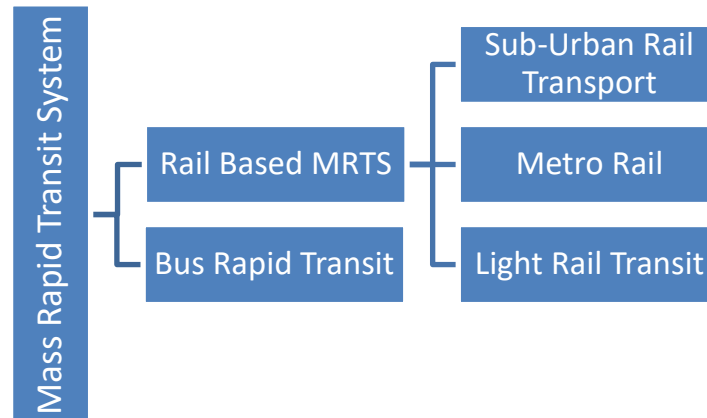 Mass Rapid Transit System
Rail Based MRTS
Bus Rapid Transit
Sub-Urban Rail
Transport
Metro Rail
Light Rail Transit